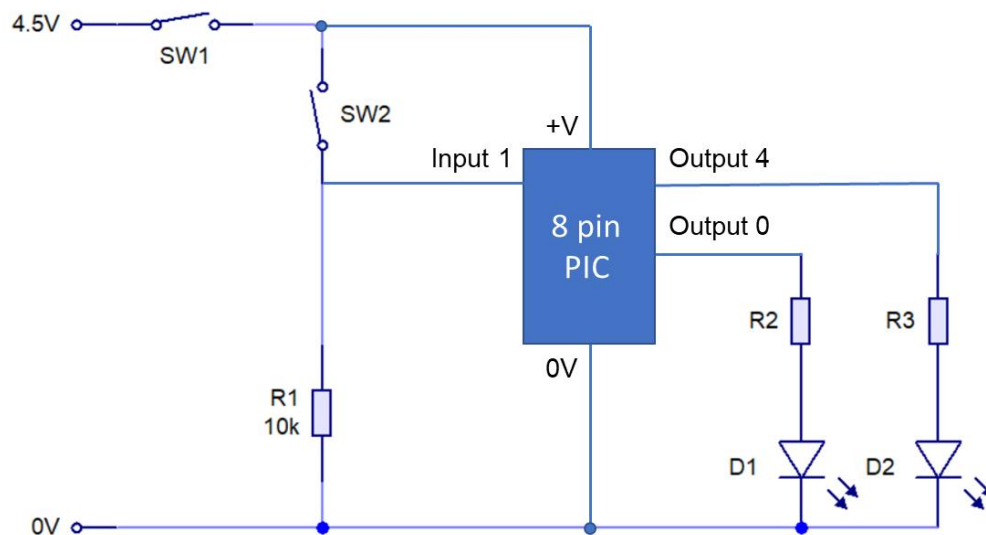 4.5V
SW1
SW2
+V
Input 1
Output 4
8 pin
PIC
Output 0
R2
R3
0V
R1
10k
D1
D2
0V